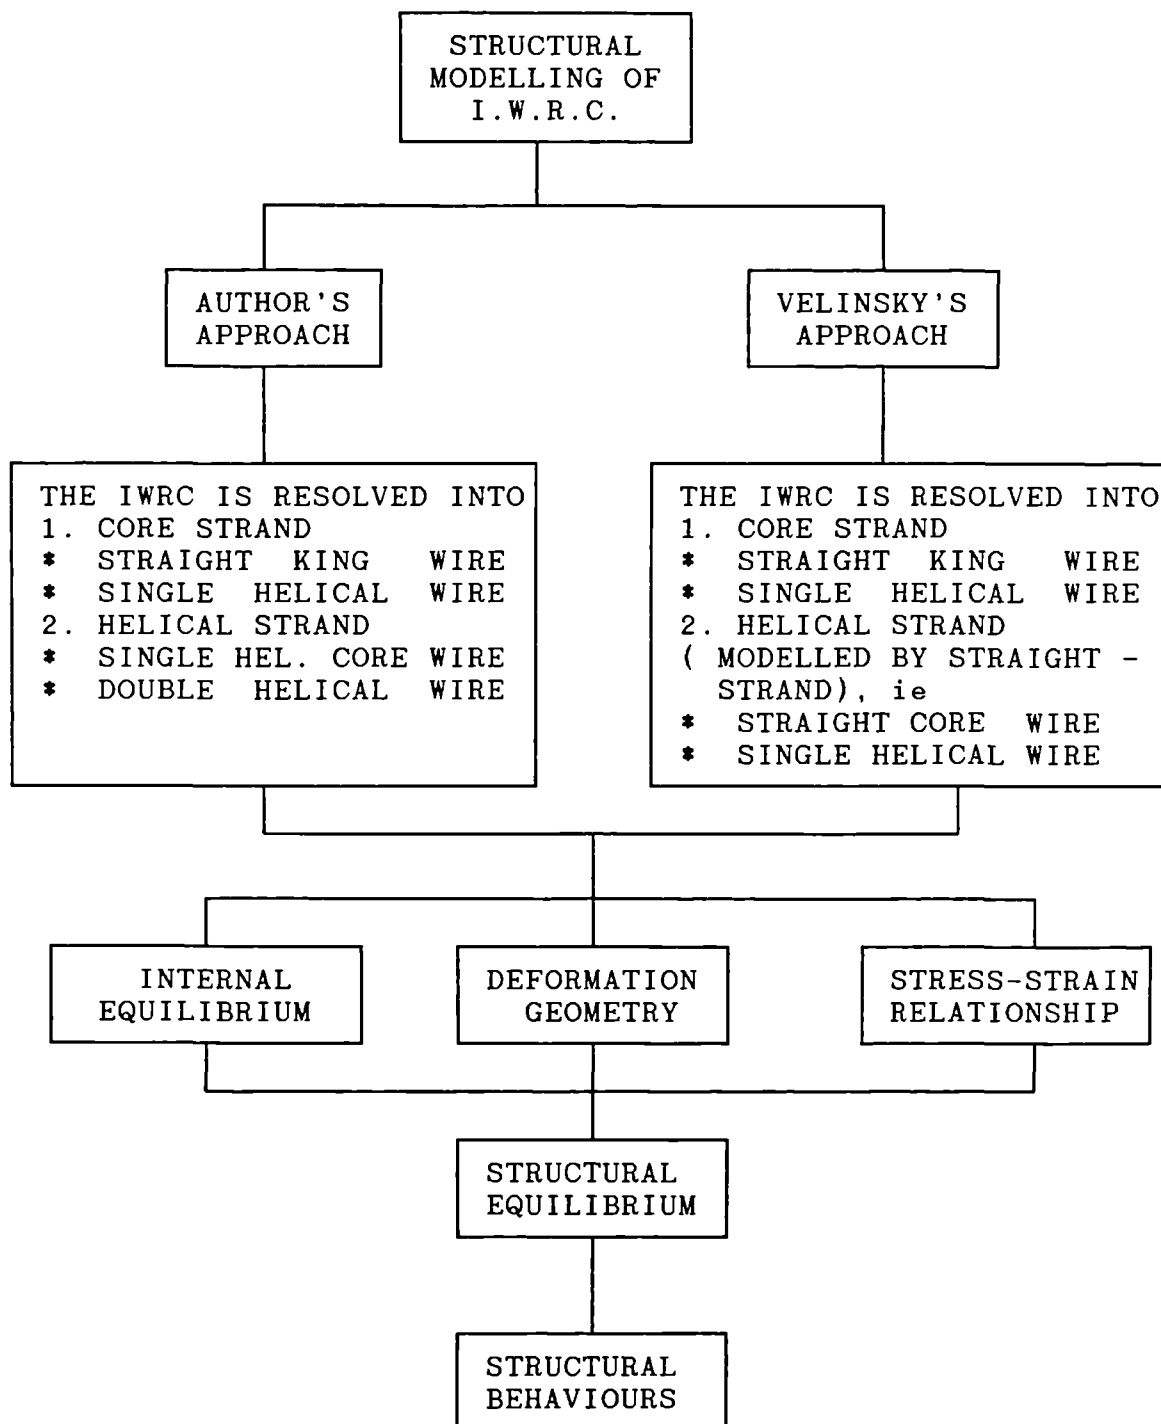 STRUCTURAL
MODELLING OF
I.W.R.C.
AUTHOR'S
APPROACH
VELINSKY'S
APPROACH
THE IWRC IS RESOLVED INTO
1. CORE STRAND
* STRAIGHT KING WIRE
* SINGLE HELICAL WIRE
2. HELICAL STRAND
* SINGLE HEL. CORE WIRE
* DOUBLE HELICAL WIRE
THE IWRC IS RESOLVED INTO
1. CORE STRAND
* STRAIGHT KING WIRE
* SINGLE HELICAL WIRE
2. HELICAL STRAND
( MODELLED BY STRAIGHT -
STRAND), ie
* STRAIGHT CORE WIRE
* SINGLE HELICAL WIRE
INTERNAL
EQUILIBRIUM
DEFORMATION
GEOMETRY
STRESS-STRAIN
RELATIONSHIP
STRUCTURAL
EQUILIBRIUM
STRUCTURAL
BEHAVIOURS